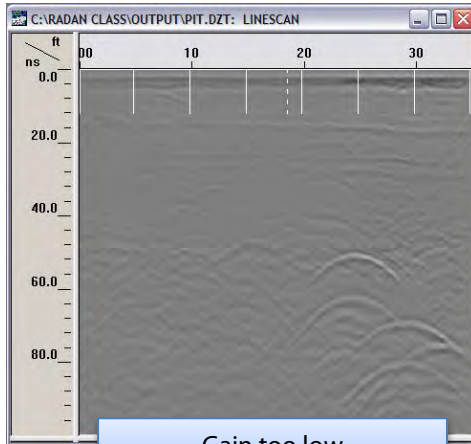 C:\RADAN CLASS\OUTPUT\PIT.DZT: LINESCAN
ft
ns
00 10 20 30
0.0
20.0
40.0
60.0
80.0
Gain too low